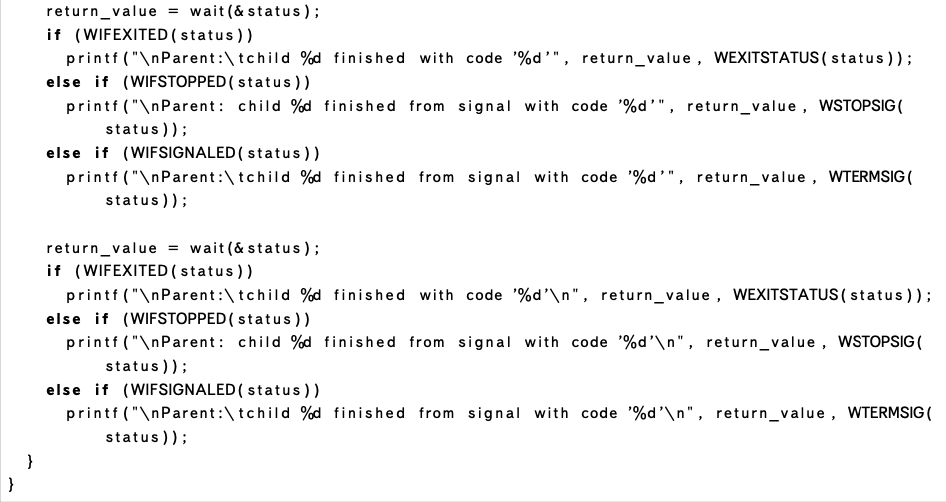 return_value = wait(&status);
if (WIFEXITED(status))
printf("\nParent:\tchild %d finished with code '%d'", return_value, WEXITSTATUS(status));
else if (WIFSTOPPED(status))
printf("\nParent: child %d finished from signal with code '%d'", return_value, WSTOPSIG(
status));
else if (WIFSIGNALED(status))
printf("\nParent:\tchild %d finished from signal with code '%d'", return_value, WTERMSIG(
status));
return_value = wait(&status);
if (WIFEXITED(status))
printf("\nParent:\tchild %d finished with code '%d'\n", return_value, WEXITSTATUS(status));
else if (WIFSTOPPED(status))
printf("\nParent: child %d finished from signal with code '%d'\n", return_value, WSTOPSIG(
status));
else if (WIFSIGNALED(status))
printf("\nParent:\tchild %d finished from signal with code '%d'\n", return_value, WTERMSIG(
status));
}
}